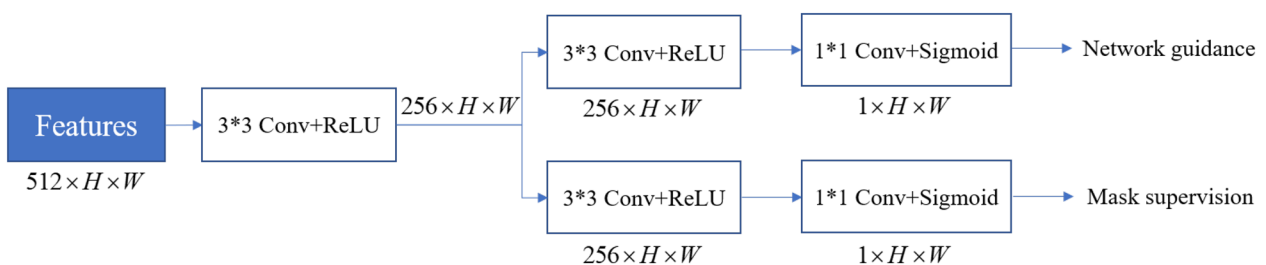 Features
512×H×W
3*3 Conv+ReLU
256×H×W
3*3 Conv+ReLU
256×H×W
1*1 Conv+Sigmoid
1×H×W
Network guidance
3*3 Conv+ReLU
256×H×W
1*1 Conv+Sigmoid
1×H×W
Mask supervision